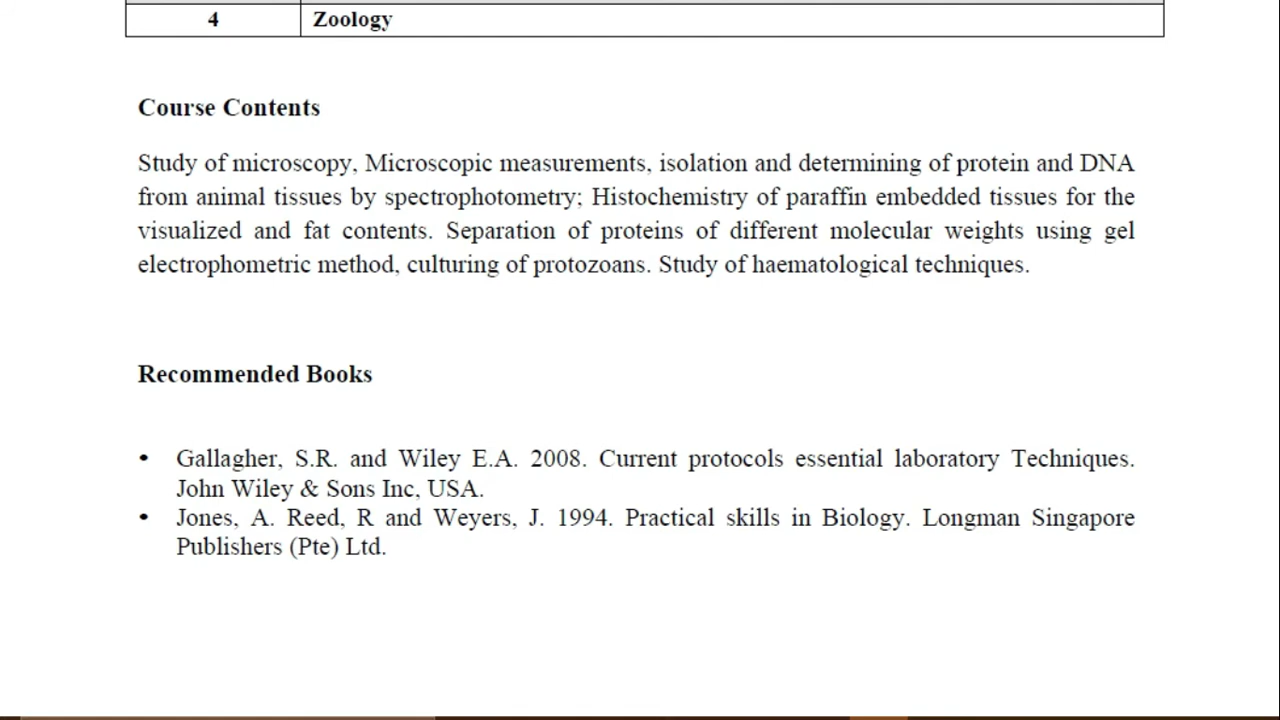 4 Zoology
Course Contents
Study of microscopy, Microscopic measurements, isolation and determining of protein and DNA
from animal tissues by spectrophotometry; Histochemistry of paraffin embedded tissues for the
visualized and fat contents. Separation of proteins of different molecular weights using gel
electrophometric method, culturing of protozoans. Study of haematological techniques.
Recommended Books
• Gallagher, S.R. and Wiley E.A. 2008. Current protocols essential laboratory Techniques.
John Wiley & Sons Inc, USA.
• Jones, A. Reed, R and Weyers, J. 1994. Practical skills in Biology. Longman Singapore
Publishers (Pte) Ltd.